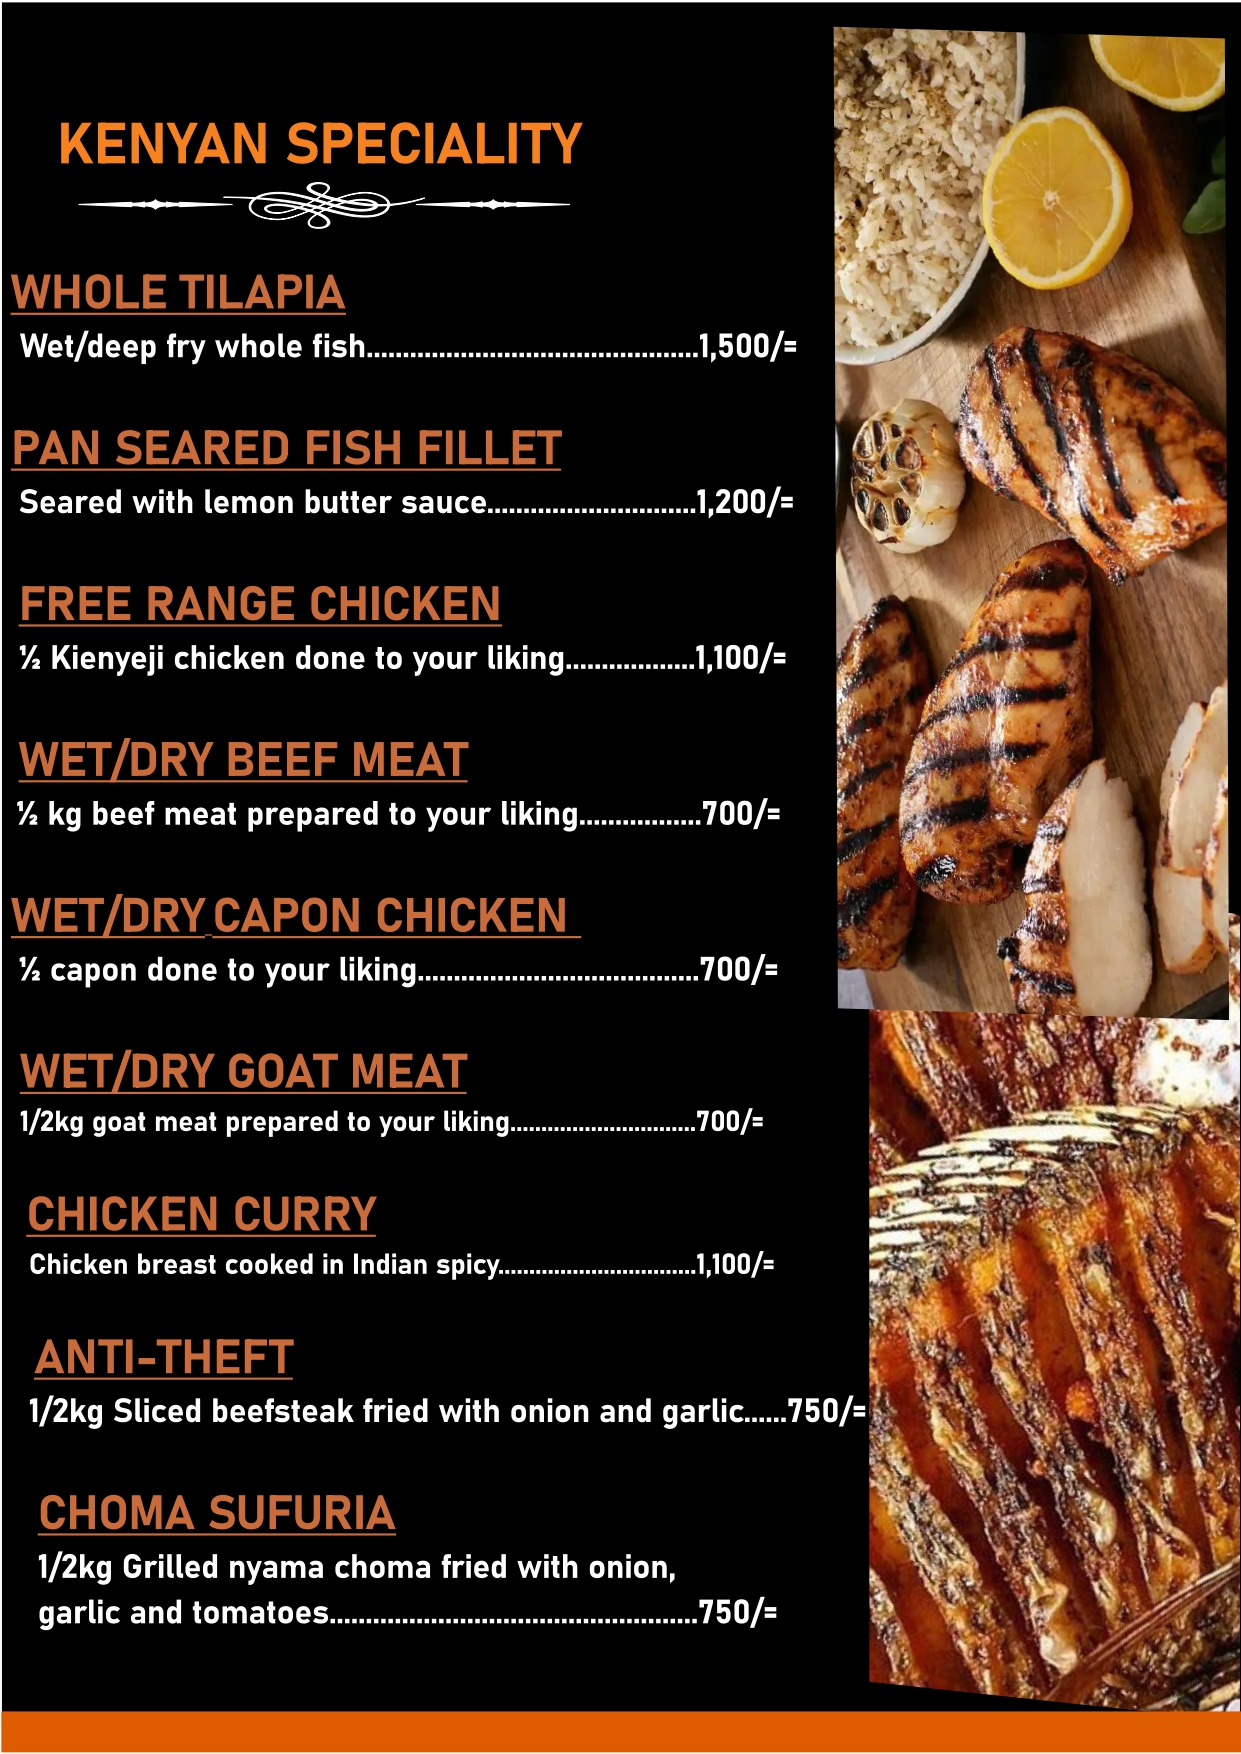 KENYAN SPECIALITY
WHOLE TILAPIA
Wet/deep fry whole fish..............................................1,500/=
PAN SEARED FISH FILLET
Seared with lemon butter sauce.............................1,200/=
FREE RANGE CHICKEN
½ Kienyeji chicken done to your liking..................1,100/=
WET/DRY BEEF MEAT
½ kg beef meat prepared to your liking.................700/=
WET/DRY CAPON CHICKEN
½ capon done to your liking.......................................700/=
WET/DRY GOAT MEAT
1/2kg goat meat prepared to your liking..............................700/=
CHICKEN CURRY
Chicken breast cooked in Indian spicy................................1,100/=
ANTI-THEFT
1/2kg Sliced beefsteak fried with onion and garlic......750/=
CHOMA SUFURIA
1/2kg Grilled nyama choma fried with onion,
garlic and tomatoes...................................................750/=